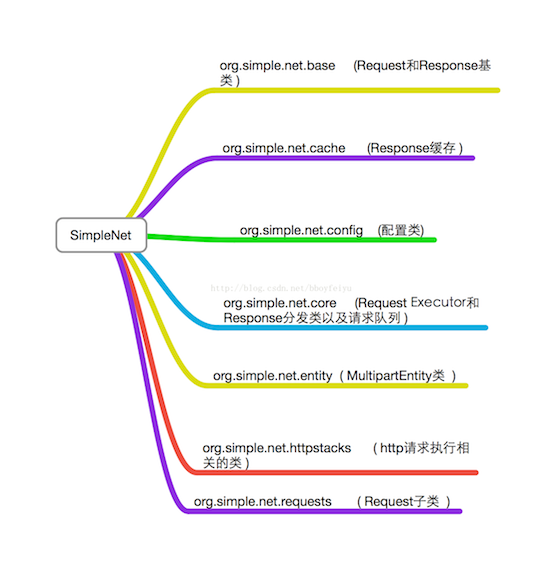 org.simple.net.base (Request和Response基
类 )
org.simple.net.cache (Response缓存 )
SimpleNet
org.simple.net.config (配置类)
http://blog.csdn.net/bboyfeiyu
org.simple.net.core (Request Executor和
Response分发类以及请求队列 )
org.simple.net.entity ( MultipartEntity类 )
org.simple.net.httpstacks ( http请求执行相
关的类 )
org.simple.net.requests ( Request子类 )